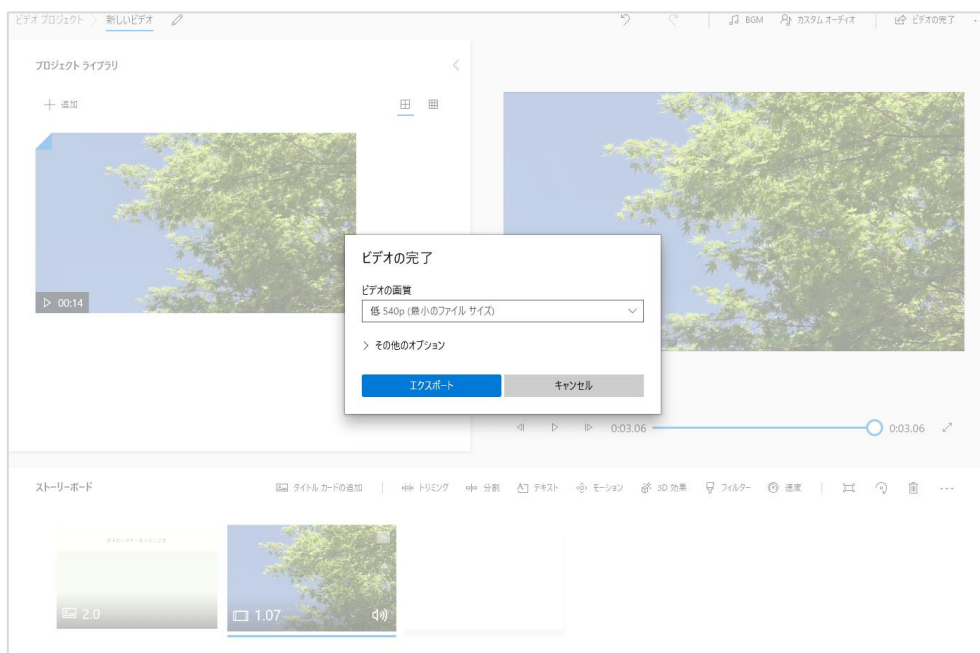 ビデオ プロジェクト > 新しいビデオ
BGM カスタム オーディオ ビデオの完了
プロジェクト ライブラリ
+ 追加
00:14
ビデオの完了
ビデオの画質
低 540p (最小のファイル サイズ)
> その他のオプション
エクスポート キャンセル
0:03.06 0:03.06
ストーリーボード
タイトル カードの追加 トリミング 分割 テキスト モーション 3D 効果 フィルター 速度 ...
2.0 1.07